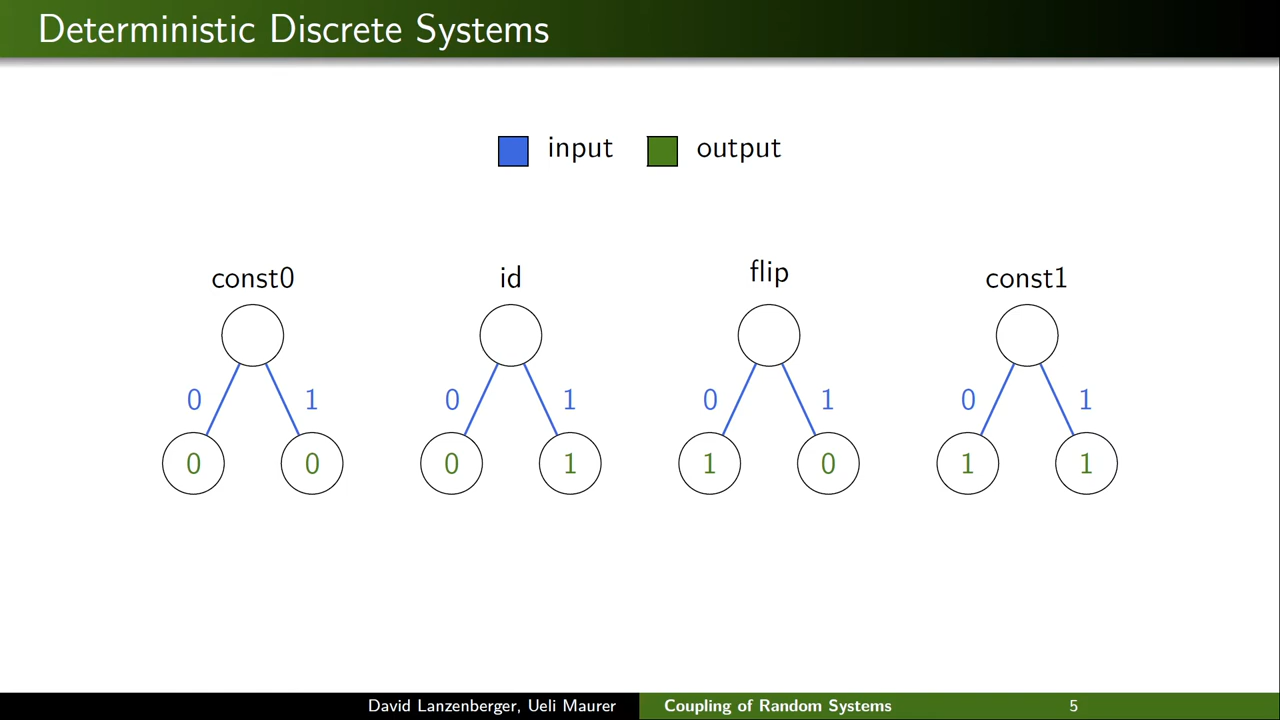 Deterministic Discrete Systems
input output
const0 id flip const1
0 1 0 1 0 1 0 1
0 0 0 1 1 0 1 1
David Lanzenberger, Ueli Maurer Coupling of Random Systems 5